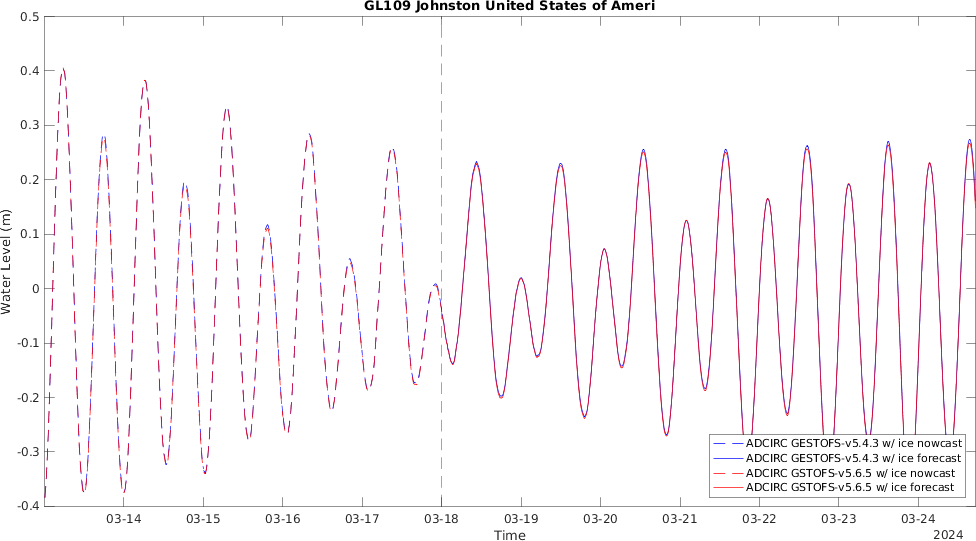 GL109 Johnston United States of Ameri
Water Level (m)
0.5
0.4
0.3
0.2
0.1
0
-0.1
-0.2
-0.3
-0.4
ADCIRC GESTOFS-v5.4.3 w/ ice nowcast
ADCIRC GESTOFS-v5.4.3 w/ ice forecast
ADCIRC GSTOFS-v5.6.5 w/ ice nowcast
ADCIRC GSTOFS-v5.6.5 w/ ice forecast
03-14 03-15 03-16 03-17 03-18 03-19 03-20 03-21 03-22 03-23 03-24
Time
2024